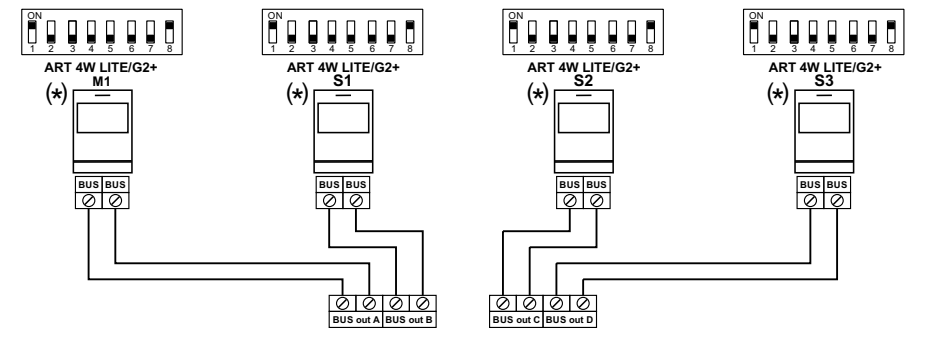 ON ON ON ON
1 2 3 4 5 6 7 8 1 2 3 4 5 6 7 8 1 2 3 4 5 6 7 8 1 2 3 4 5 6 7 8
ART 4W LITE/G2+ ART 4W LITE/G2+ ART 4W LITE/G2+ ART 4W LITE/G2+
(*) M1 (*) S1 (*) S2 (*) S3
BUS BUS BUS BUS BUS BUS BUS BUS
BUS out A BUS out B BUS out C BUS out D